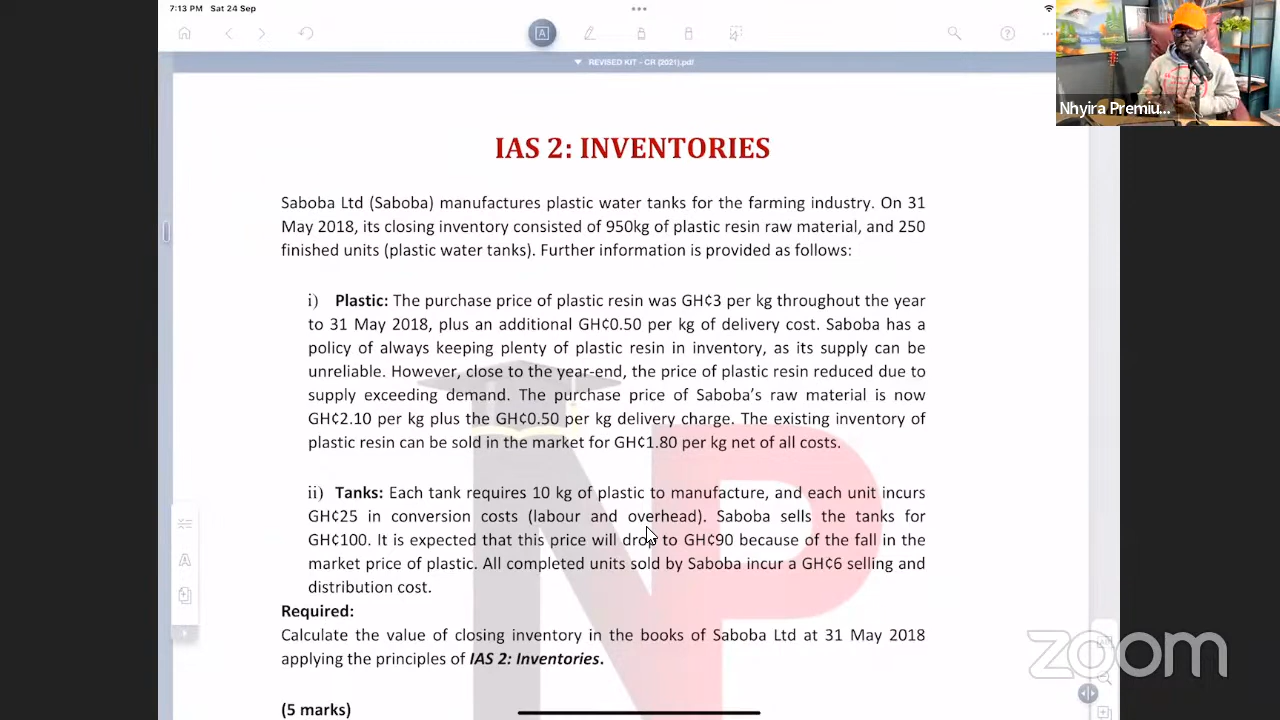 7:13 PM Sat 24 Sep
A
REVISED KIT – CR (2021).pdf
Nhyira Premiu...
IAS 2: INVENTORIES
Saboba Ltd (Saboba) manufactures plastic water tanks for the farming industry. On 31
May 2018, its closing inventory consisted of 950kg of plastic resin raw material, and 250
finished units (plastic water tanks). Further information is provided as follows:
i) Plastic: The purchase price of plastic resin was GH¢3 per kg throughout the year
to 31 May 2018, plus an additional GH¢0.50 per kg of delivery cost. Saboba has a
policy of always keeping plenty of plastic resin in inventory, as its supply can be
unreliable. However, close to the year-end, the price of plastic resin reduced due to
supply exceeding demand. The purchase price of Saboba's raw material is now
GH¢2.10 per kg plus the GH¢0.50 per kg delivery charge. The existing inventory of
plastic resin can be sold in the market for GH¢1.80 per kg net of all costs.
ii) Tanks: Each tank requires 10 kg of plastic to manufacture, and each unit incurs
GH¢25 in conversion costs (labour and overhead). Saboba sells the tanks for
GH¢100. It is expected that this price will drop to GH¢90 because of the fall in the
market price of plastic. All completed units sold by Saboba incur a GH¢6 selling and
distribution cost.
Required:
Calculate the value of closing inventory in the books of Saboba Ltd at 31 May 2018
applying the principles of IAS 2: Inventories.
(5 marks)
NP
zoom
A